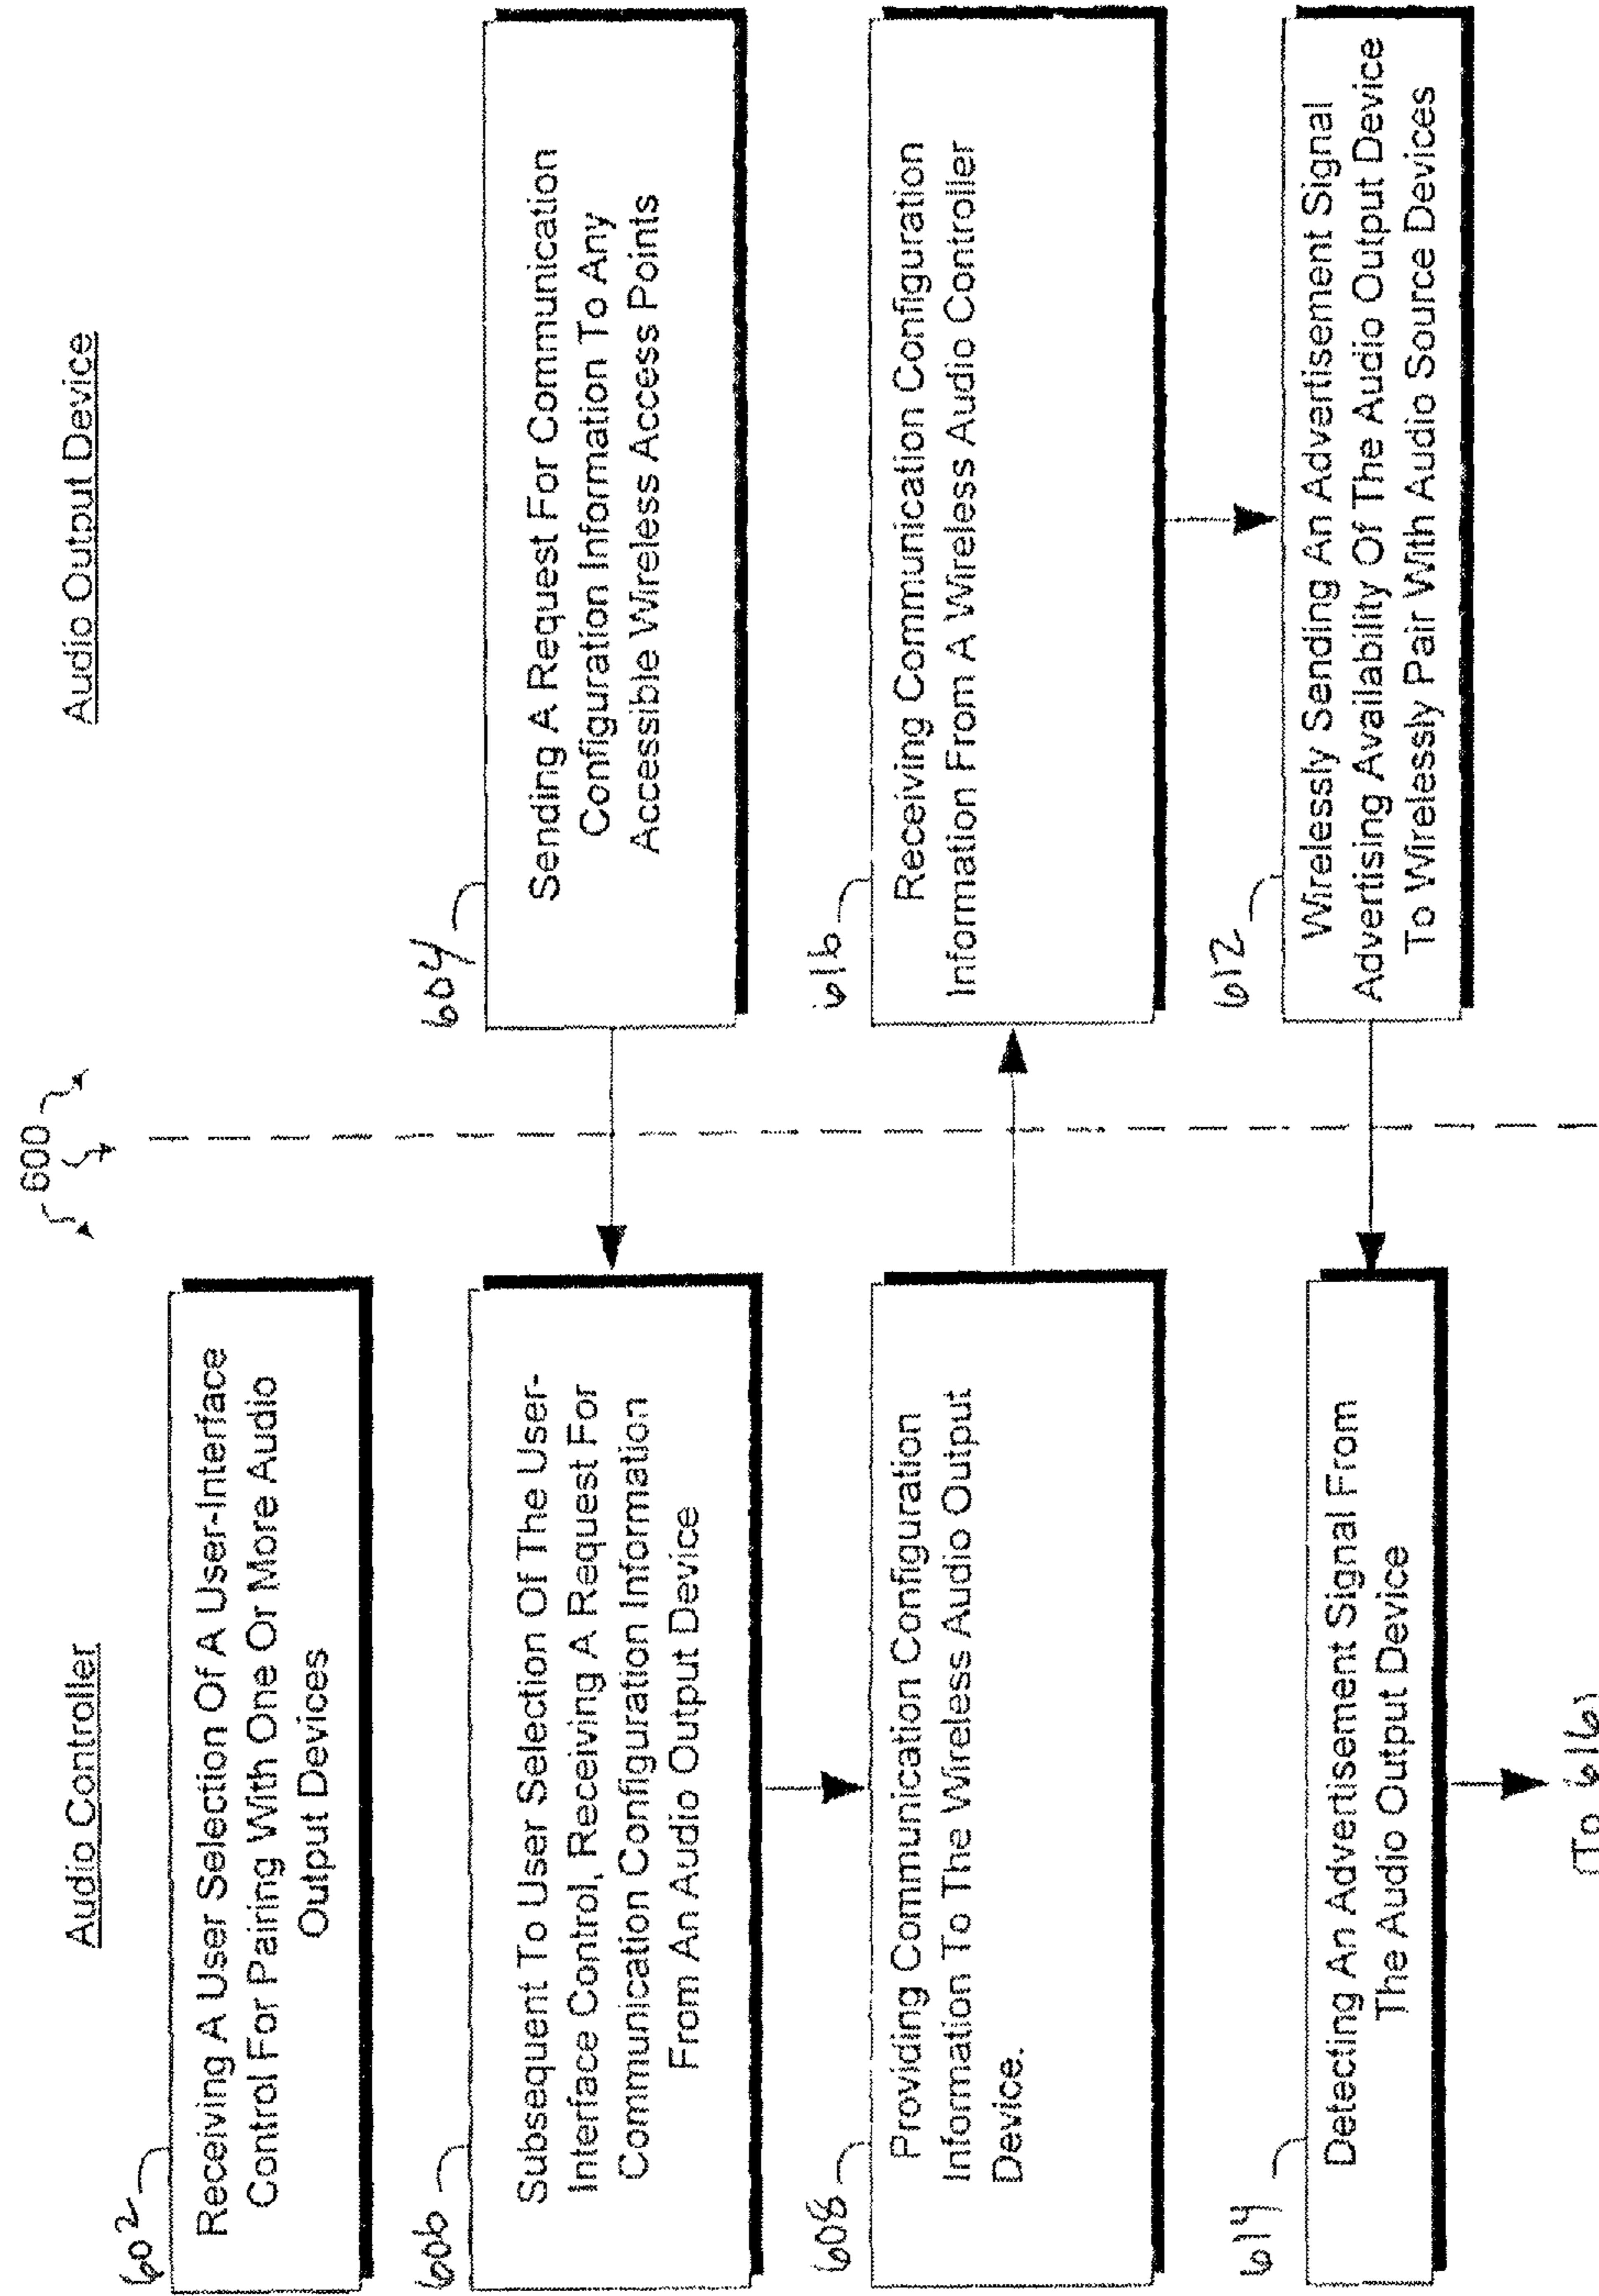 600
Audio Controller
Audio Output Device
602
Receiving A User Selection Of A User-Interface
Control For Pairing With One Or More Audio
Output Devices
604
Sending A Request For Communication
Configuration Information To Any
Accessible Wireless Access Points
606
Subsequent To User Selection Of The User-
Interface Control, Receiving A Request For
Communication Configuration Information
From An Audio Output Device
608
Providing Communication Configuration
Information To The Wireless Audio Output
Device.
616
Receiving Communication Configuration
Information From A Wireless Audio Controller
612
Wirelessly Sending An Advertisement Signal
Advertising Availability Of The Audio Output Device
To Wirelessly Pair With Audio Source Devices
614
Detecting An Advertisement Signal From
The Audio Output Device
(To 616)